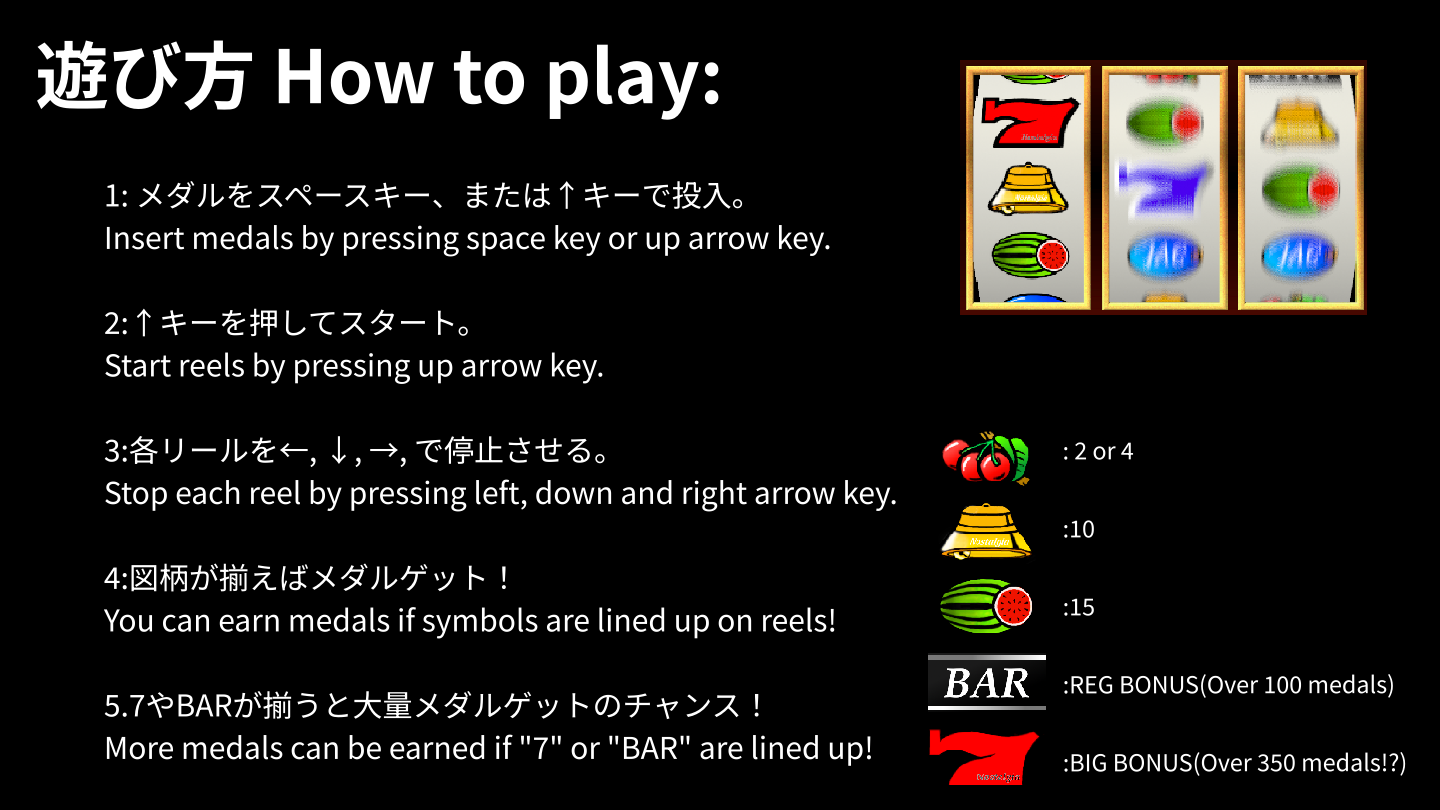 遊び方 How to play:
1: メダルをスペースキー、または↑キーで投入。
Insert medals by pressing space key or up arrow key.
2:↑キーを押してスタート。
Start reels by pressing up arrow key.
3:各リールを←, ↓, →, で停止させる。
Stop each reel by pressing left, down and right arrow key.
4:図柄が揃えばメダルゲット！
You can earn medals if symbols are lined up on reels!
5.7やBARが揃うと大量メダルゲットのチャンス！
More medals can be earned if "7" or "BAR" are lined up!
7
7
: 2 or 4
Nostalgia
:10
:15
BAR
:REG BONUS(Over 100 medals)
7
:BIG BONUS(Over 350 medals!?)